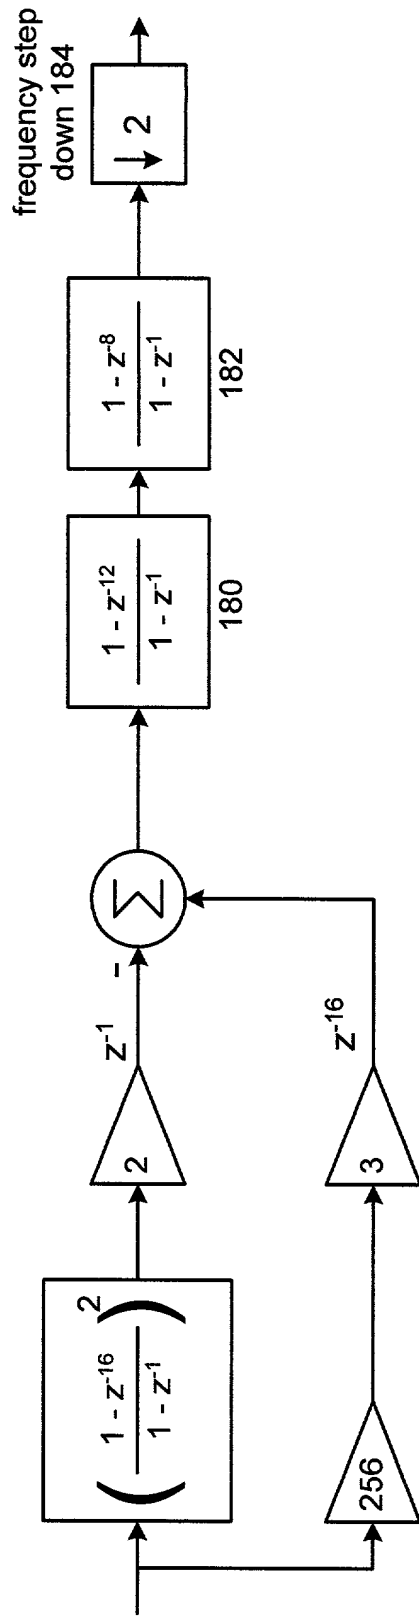 ( 1 - z⁻¹⁶ / 1 - z⁻¹ )²
2
z⁻¹
-
Σ
256
3
z⁻¹⁶
1 - z⁻¹²
1 - z⁻¹
180
1 - z⁻⁸
1 - z⁻¹
182
↓ 2
frequency step
down 184